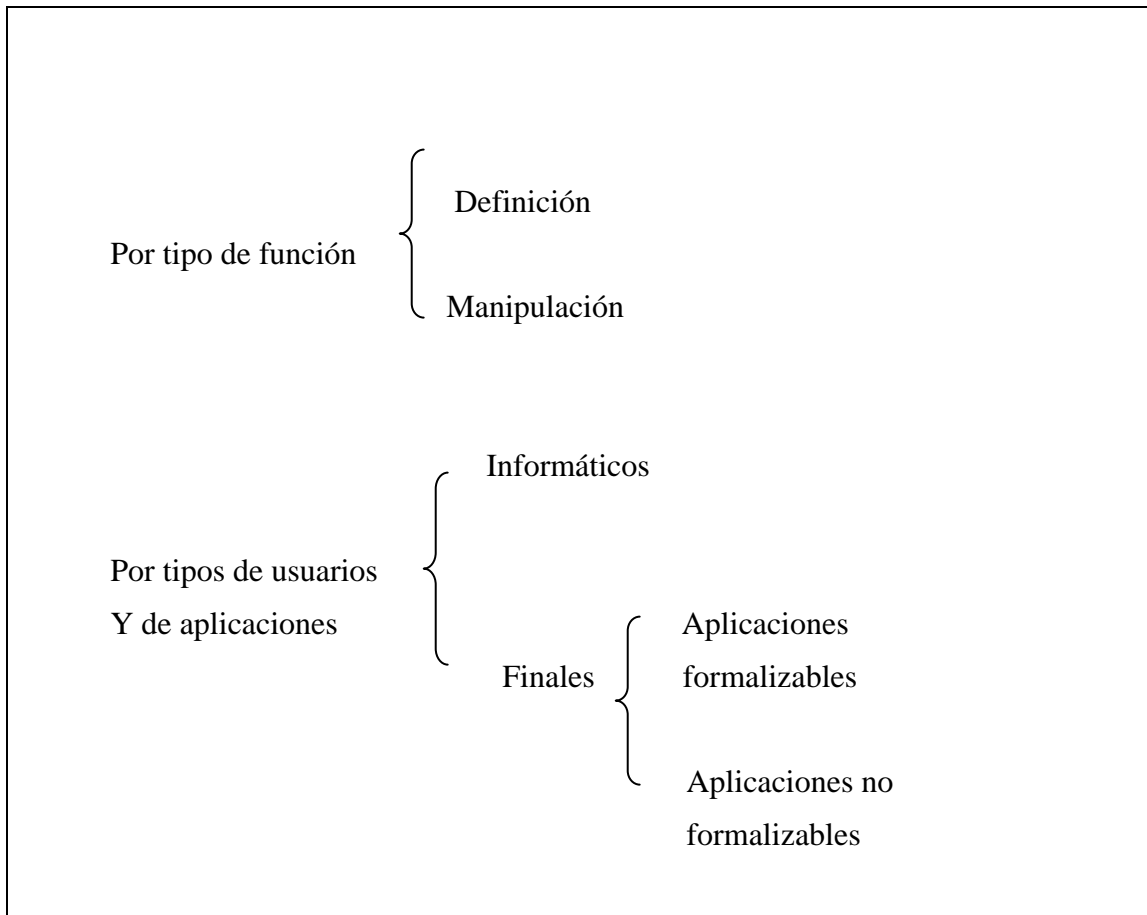 Definición
Por tipo de función
Manipulación
Informáticos
Por tipos de usuarios
Y de aplicaciones
Finales
Aplicaciones
formalizables
Aplicaciones no
formalizables